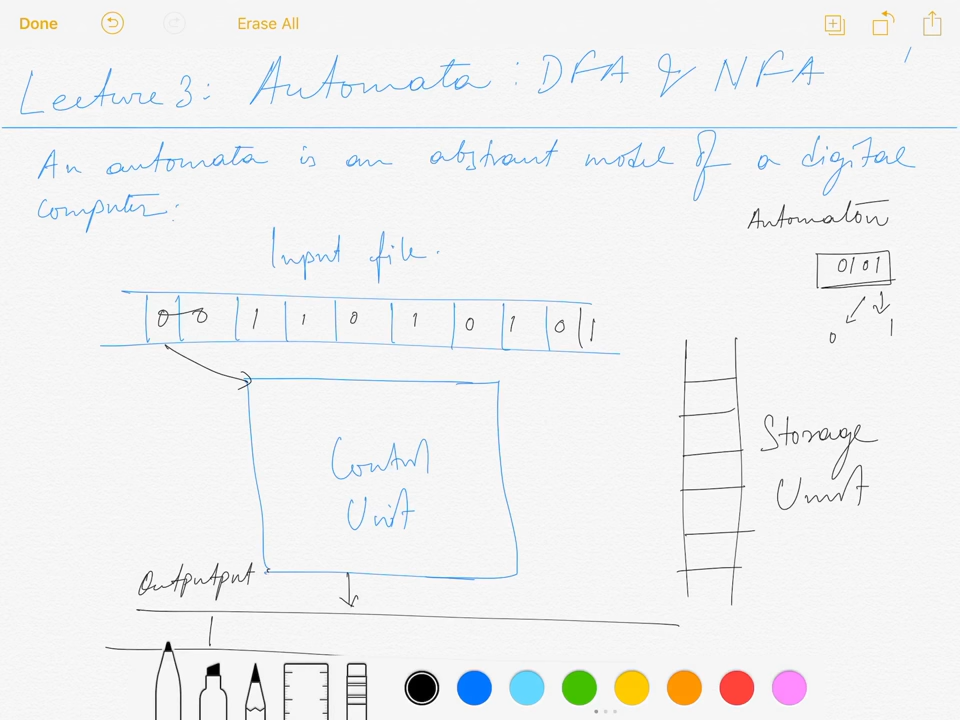 Done
Erase All
Lecture 3: Automata: DFA & NFA
An automata is an abstrant model of a digital
computer:
Automaton
Input file.
0101
0 0 1 1 0 1 0 1 0 1
0 1
Control
Unit
Storage
Unit
Outputput